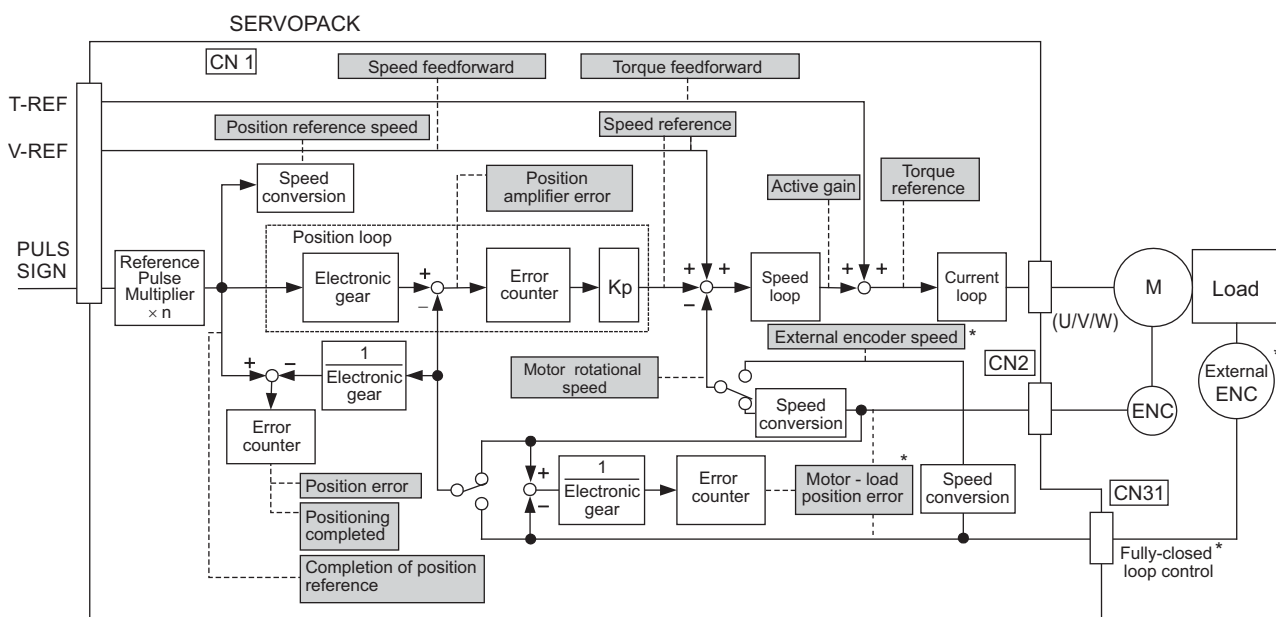 SERVOPACK
CN 1
Speed feedforward
Torque feedforward
T-REF
Position reference speed
Speed reference
V-REF
Speed
conversion
Position
amplifier error
Active gain
Torque
reference
PULS
SIGN
Reference
Pulse
Multiplier
× n
Position loop
Electronic
gear
+
−
Error
counter
Kp
+
+
−
Speed
loop
+
+
Current
loop
(U/V/W)
M
Load
External encoder speed *
CN2
*
External
ENC
+
−
1
Electronic
gear
Motor rotational
speed
Speed
conversion
ENC
Error
counter
+
−
1
Electronic
gear
Error
counter
*
Motor - load
position error
Speed
conversion
CN31
Position error
Positioning
completed
Fully-closed *
loop control
Completion of position
reference